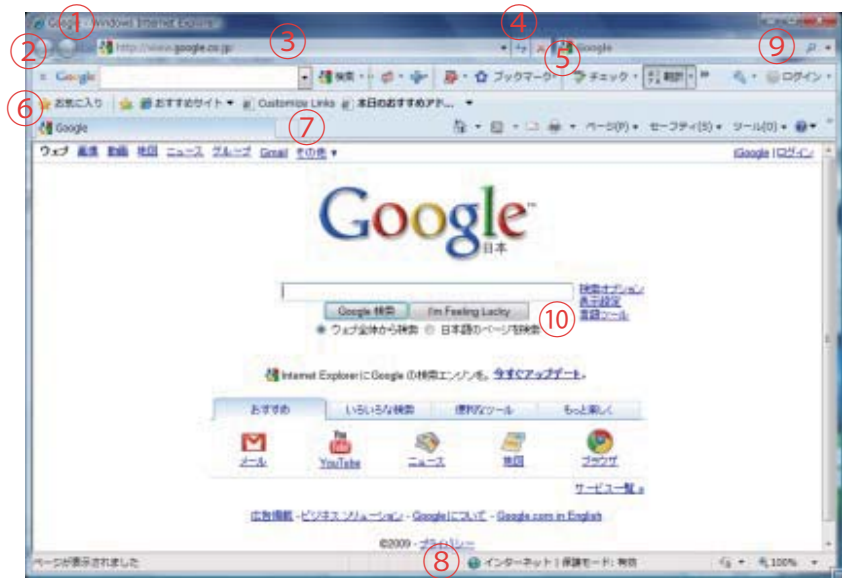 Google - Windows Internet Explorer
① ② ③ ④ ⑤ ⑨
http://www.google.co.jp/ Google
Google 検索 ブックマーク チェック 翻訳 ログイン
⑥ お気に入り おすすめサイト Customize Links 本日のおすすめアド...
Google ⑦ ページ(P) セーフティ(S) ツール(O)
ウェブ 画像 動画 地図 ニュース グループ Gmail その他 iGoogle | ログイン
Google™
日本
検索オプション
表示設定
言語ツール
Google 検索 I'm Feeling Lucky ⑩
ウェブ全体から検索 日本語のページを検索
Internet Explorer に Google の検索エンジンを。今すぐアップデート。
おすすめ いろいろな検索 便利なツール もっと楽しく
メール YouTube ニュース 地図 ブラウザ
サービス一覧 »
広告掲載 - ビジネス ソリューション - Google について - Google.com in English
©2009 - プライバシー
ページが表示されました ⑧ インターネット | 保護モード: 有効 100%